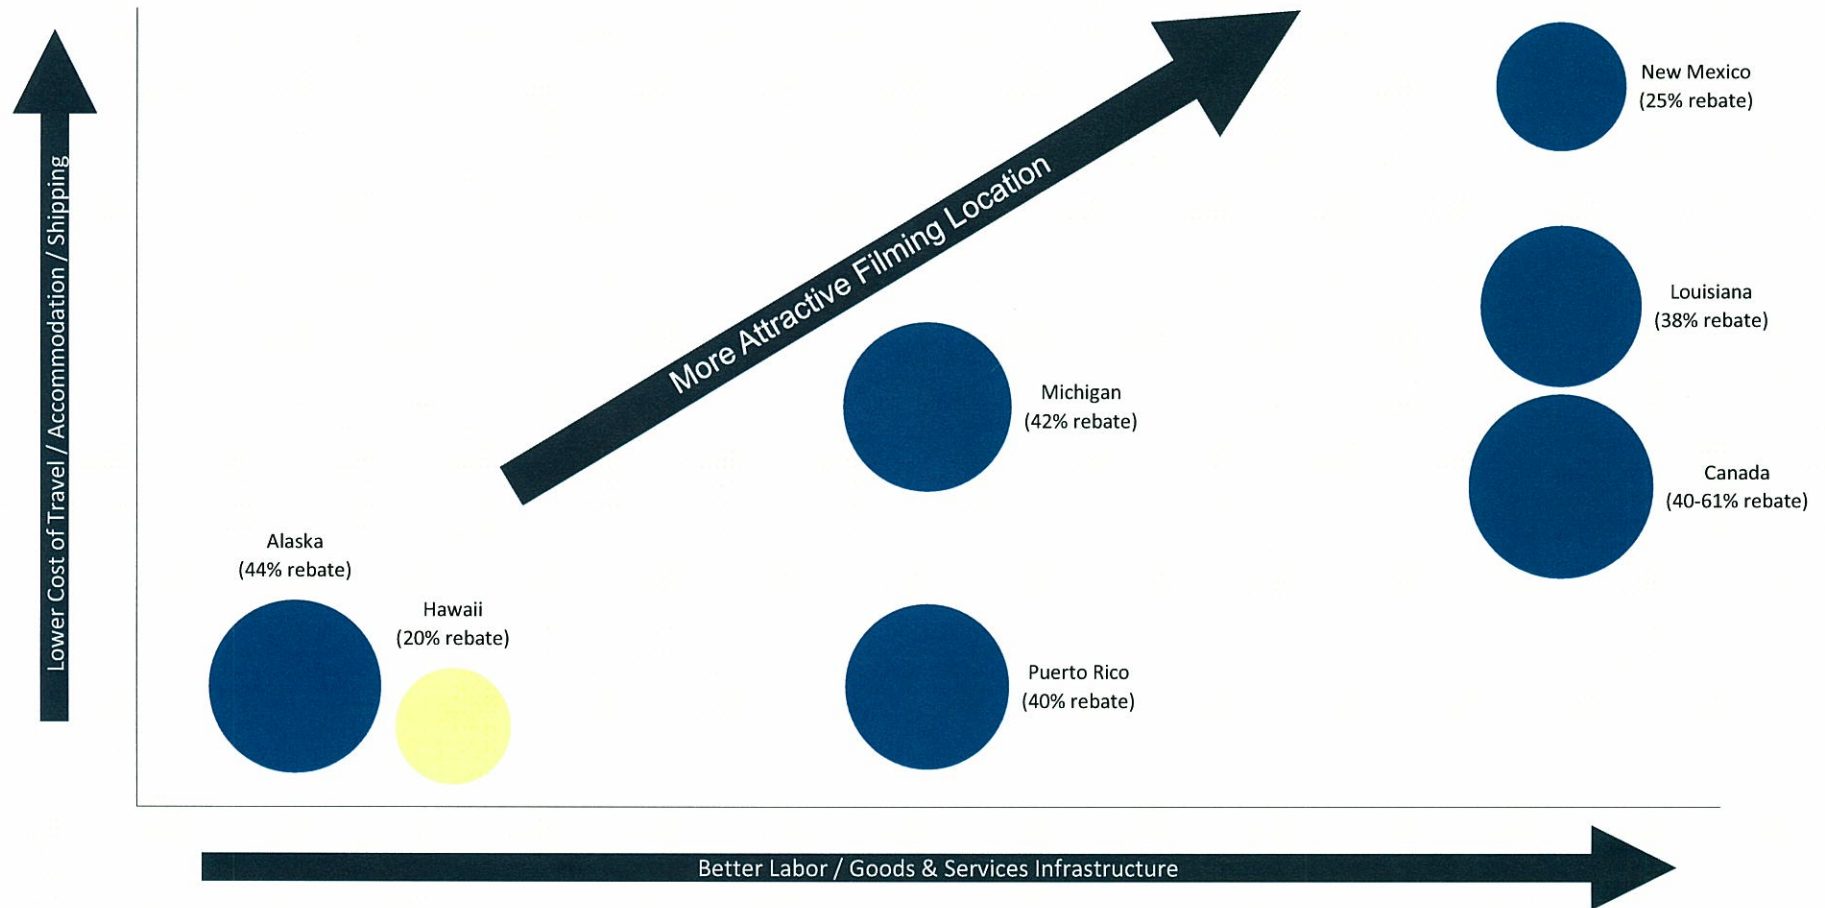 Lower Cost of Travel / Accommodation / Shipping
More Attractive Filming Location
New Mexico
(25% rebate)
Louisiana
(38% rebate)
Michigan
(42% rebate)
Canada
(40-61% rebate)
Alaska
(44% rebate)
Hawaii
(20% rebate)
Puerto Rico
(40% rebate)
Better Labor / Goods & Services Infrastructure